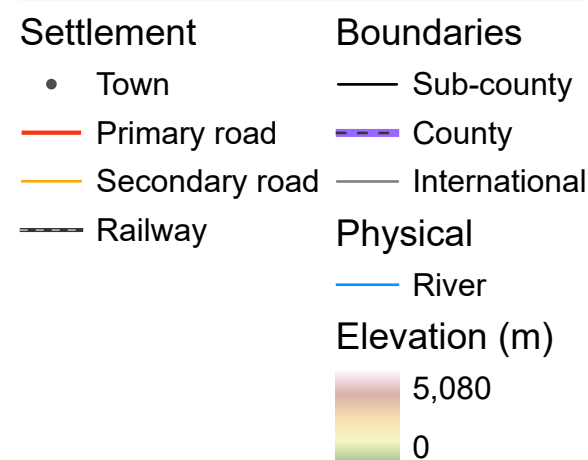 Settlement
Town
Primary road
Secondary road
Railway
Boundaries
Sub-county
County
International
Physical
River
Elevation (m)
5,080
0